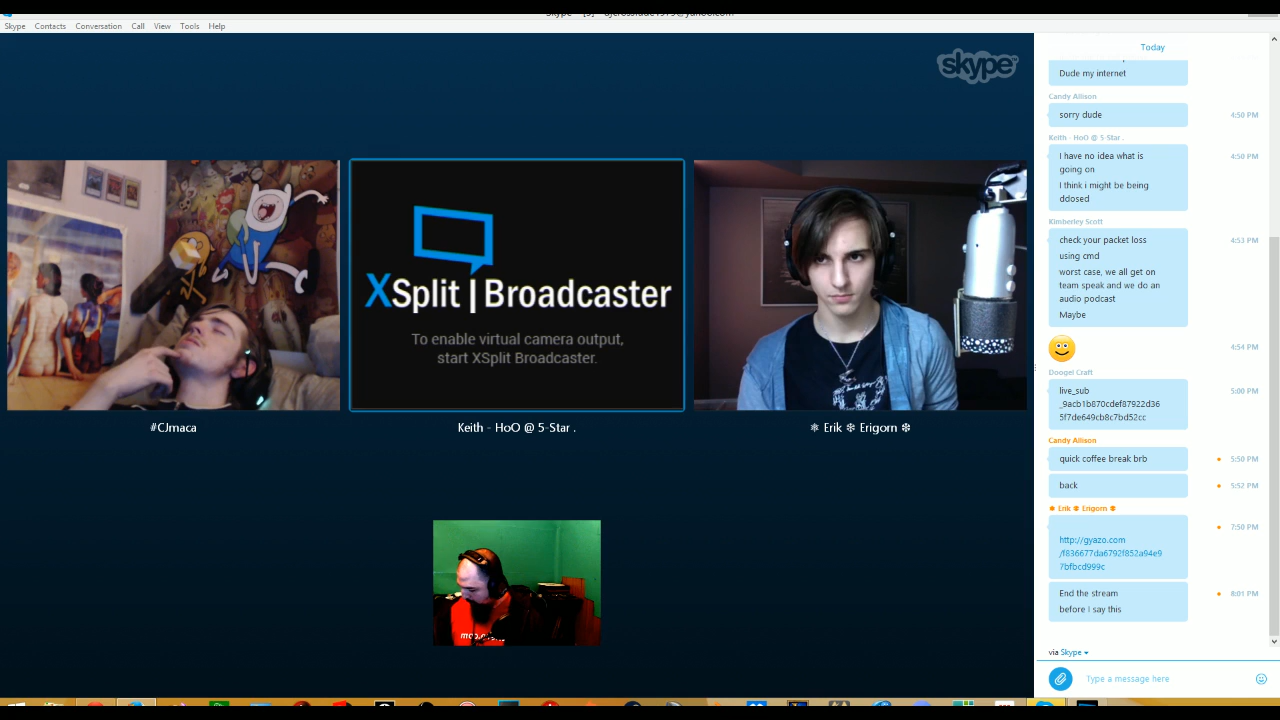 Skype Contacts Conversation Call View Tools Help
skype
XSplit | Broadcaster
To enable virtual camera output,
start XSplit Broadcaster.
#CJmaca
Keith - HoO @ 5-Star .
❄ Erik ❄ Erigorn ❄
Today
Dude my internet
Candy Allison
sorry dude
4:50 PM
Keith - HoO @ 5-Star .
I have no idea what is
4:50 PM
going on
I think i might be being
ddosed
Kimberley Scott
check your packet loss
4:53 PM
using cmd
worst case, we all get on
team speak and we do an
audio podcast
Maybe
4:54 PM
Doogel Craft
live_sub
5:00 PM
_9acb1b870cdef87922d36
5f7de649cb8c7bd52cc
Candy Allison
quick coffee break brb
5:50 PM
back
5:52 PM
❄ Erik ❄ Erigorn ❄
7:50 PM
http://gyazo.com
/f836677da6792f852a94e9
7bfbcd999c
End the stream
8:01 PM
before I say this
via Skype
Type a message here